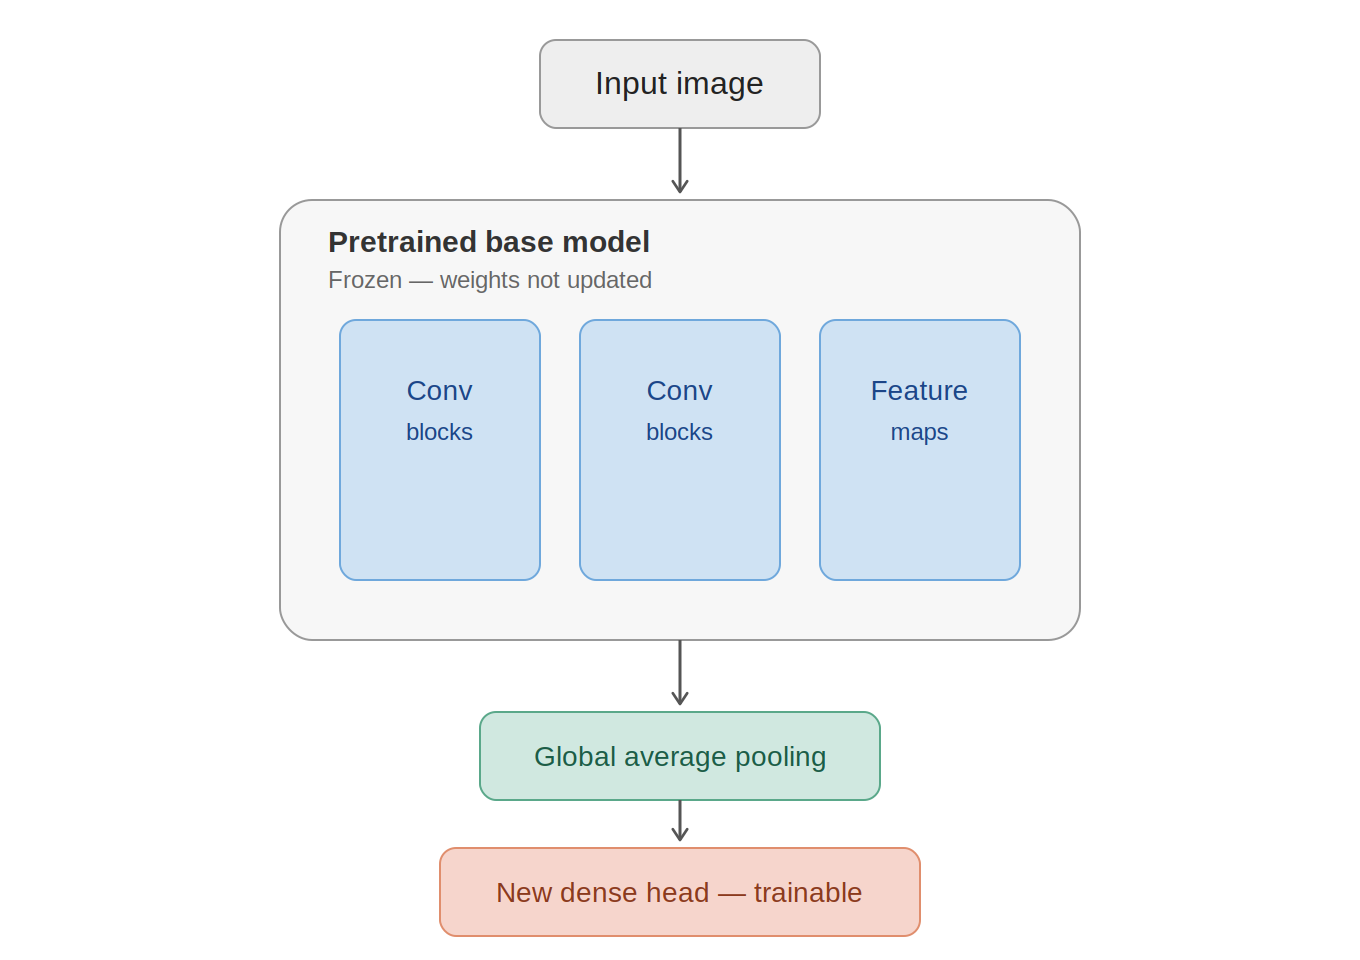 Input image
Pretrained base model
Frozen — weights not updated
Conv
blocks
Conv
blocks
Feature
maps
Global average pooling
New dense head — trainable